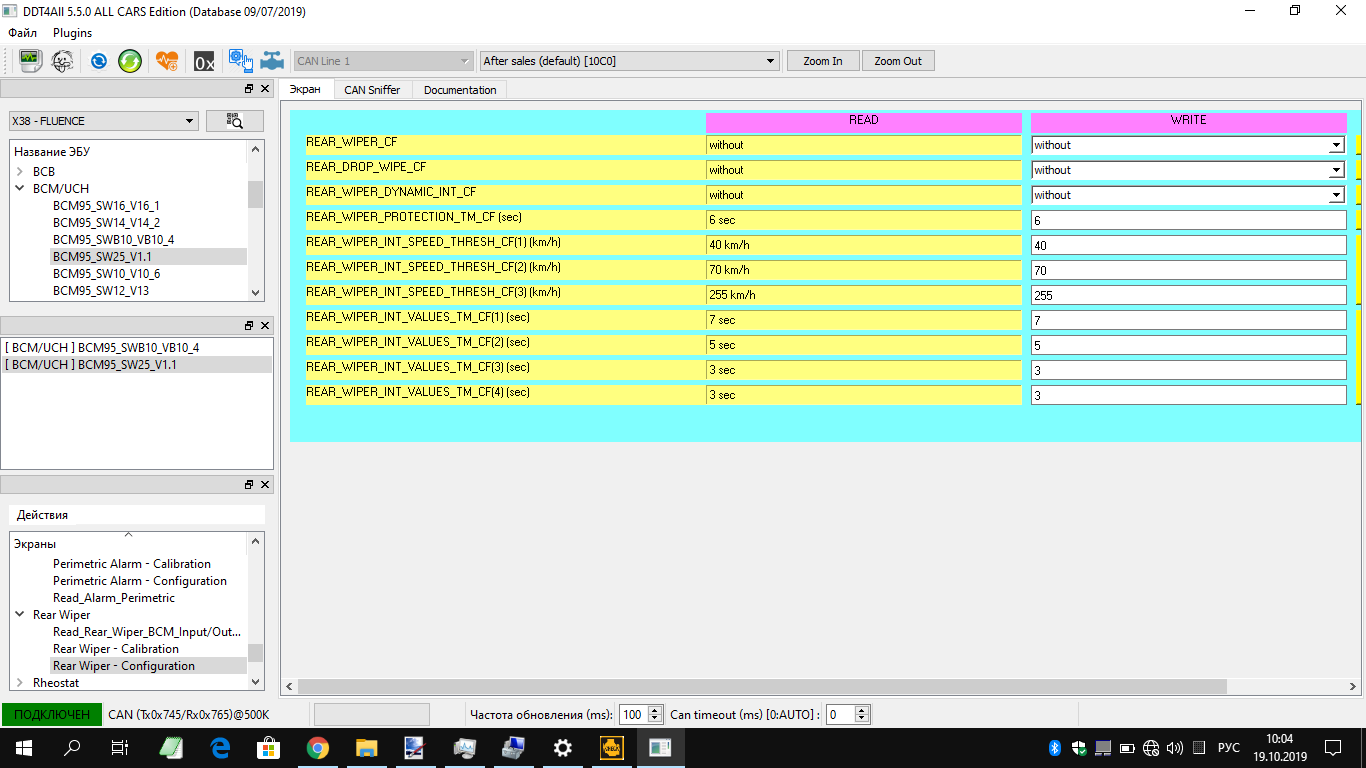 DDT4All 5.5.0 ALL CARS Edition (Database 09/07/2019)
Файл Plugins
0x CAN Line 1 After sales (default) [10C0] Zoom In Zoom Out
Экран CAN Sniffer Documentation
X38 - FLUENCE
Название ЭБУ
BCB
BCM/UCH
BCM95_SW16_V16_1
BCM95_SW14_V14_2
BCM95_SWB10_VB10_4
BCM95_SW25_V1.1
BCM95_SW10_V10_6
BCM95_SW12_V13
[ BCM/UCH ] BCM95_SWB10_VB10_4
[ BCM/UCH ] BCM95_SW25_V1.1
Действия
Экраны
Perimetric Alarm - Calibration
Perimetric Alarm - Configuration
Read_Alarm_Perimetric
Rear Wiper
Read_Rear_Wiper_BCM_Input/Out...
Rear Wiper - Calibration
Rear Wiper - Configuration
Rheostat
READ WRITE
REAR_WIPER_CF without without
REAR_DROP_WIPE_CF without without
REAR_WIPER_DYNAMIC_INT_CF without without
REAR_WIPER_PROTECTION_TM_CF (sec) 6 sec 6
REAR_WIPER_INT_SPEED_THRESH_CF(1) (km/h) 40 km/h 40
REAR_WIPER_INT_SPEED_THRESH_CF(2) (km/h) 70 km/h 70
REAR_WIPER_INT_SPEED_THRESH_CF(3) (km/h) 255 km/h 255
REAR_WIPER_INT_VALUES_TM_CF(1) (sec) 7 sec 7
REAR_WIPER_INT_VALUES_TM_CF(2) (sec) 5 sec 5
REAR_WIPER_INT_VALUES_TM_CF(3) (sec) 3 sec 3
REAR_WIPER_INT_VALUES_TM_CF(4) (sec) 3 sec 3
ПОДКЛЮЧЕН CAN (Tx0x745/Rx0x765)@500K Частота обновления (ms): 100 Can timeout (ms) [0:AUTO] : 0
CHECK РУС 10:04
19.10.2019